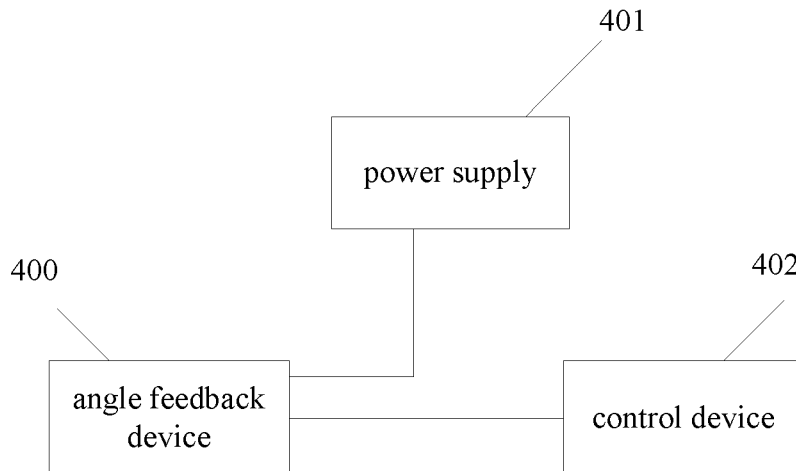 401
power supply
400
402
angle feedback
device
control device